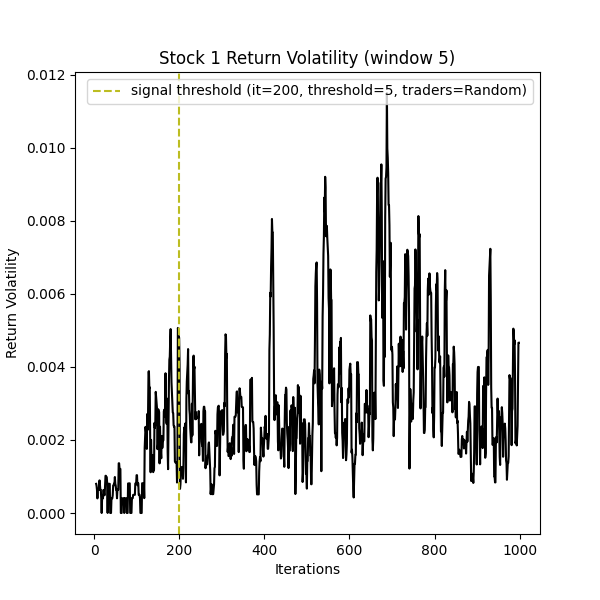 Stock 1 Return Volatility (window 5)
signal threshold (it=200, threshold=5, traders=Random)
0.012
0.010
0.008
0.006
0.004
0.002
0.000
Return Volatility
0 200 400 600 800 1000
Iterations